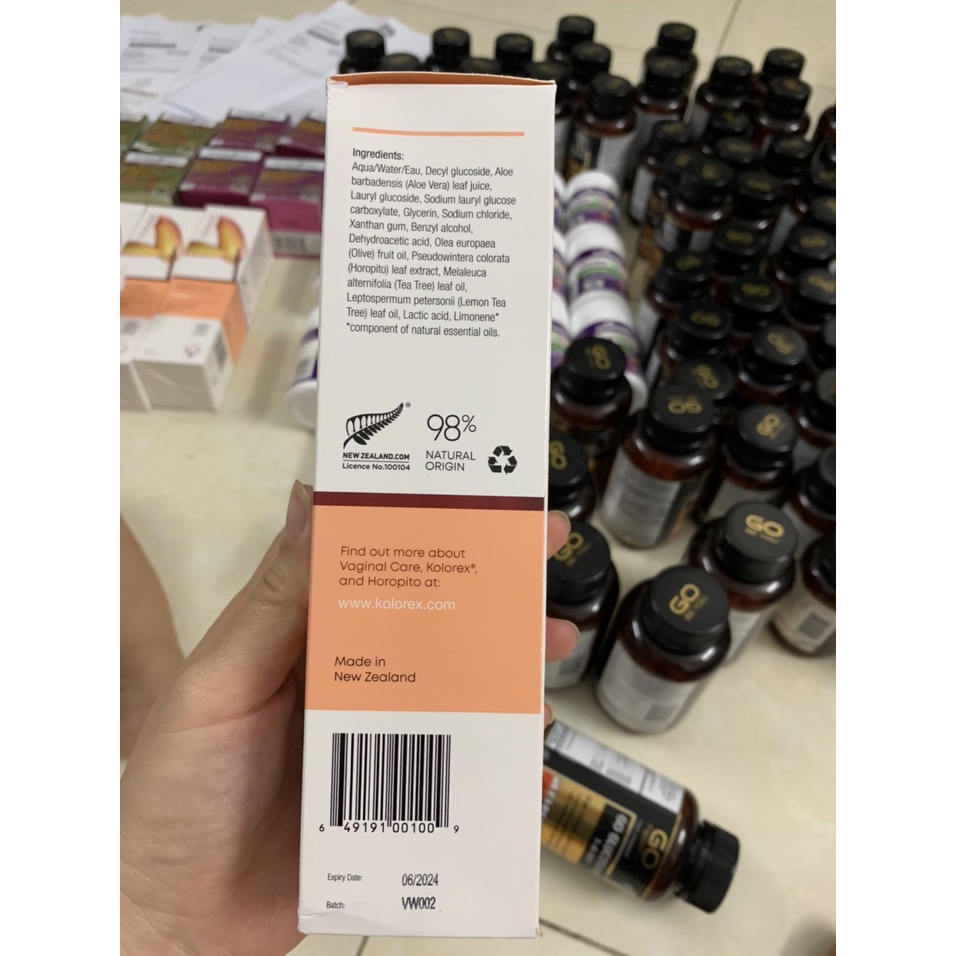 Ingredients:
Aqua/Water/Eau, Decyl glucoside, Aloe
barbadensis (Aloe Vera) leaf juice,
Lauryl glucoside, Sodium lauryl glucose
carboxylate, Glycerin, Sodium chloride,
Xanthan gum, Benzyl alcohol,
Dehydroacetic acid, Olea europaea
(Olive) fruit oil, Pseudowintera colorata
(Horopito) leaf extract, Melaleuca
alternifolia (Tea Tree) leaf oil,
Leptospermum petersonii (Lemon Tea
Tree) leaf oil, Lactic acid, Limonene*
*component of natural essential oils.
NEW ZEALAND.COM
Licence No.100104
98%
NATURAL
ORIGIN
Find out more about
Vaginal Care, Kolorex®,
and Horopito at:
www.kolorex.com
Made in
New Zealand
6 49191 00100 9
Expiry Date: 06/2024
Batch: VW002
GO
GO
GO
GO
GO
GO